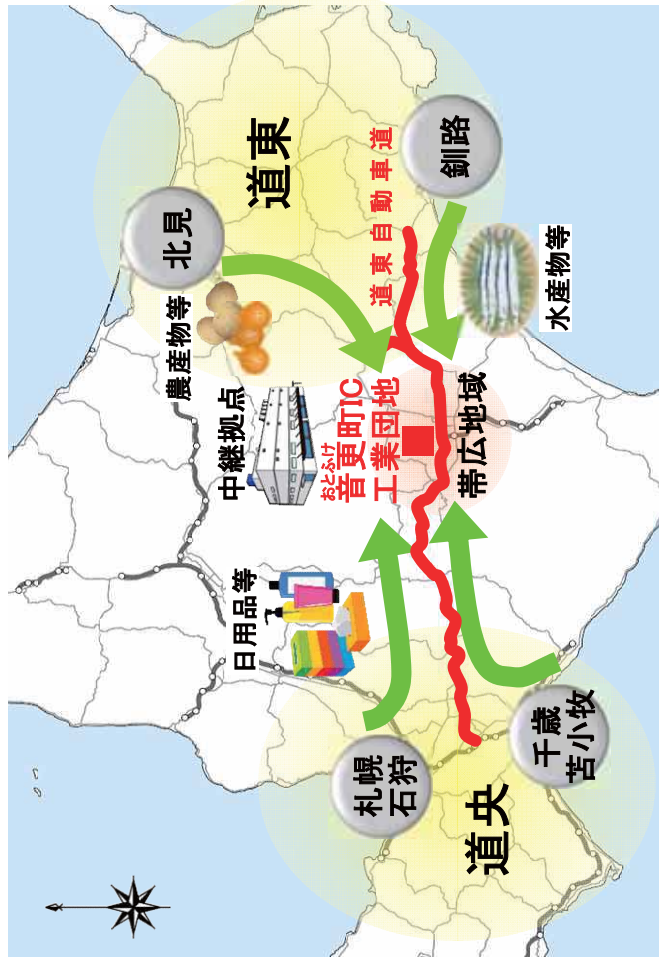 北見
道東
釧路
農産物等
道東自動車道
中継拠点
水産物等
おとふけ
音更町IC
工業団地
帯広地域
日用品等
札幌
石狩
道央
千歳
苫小牧